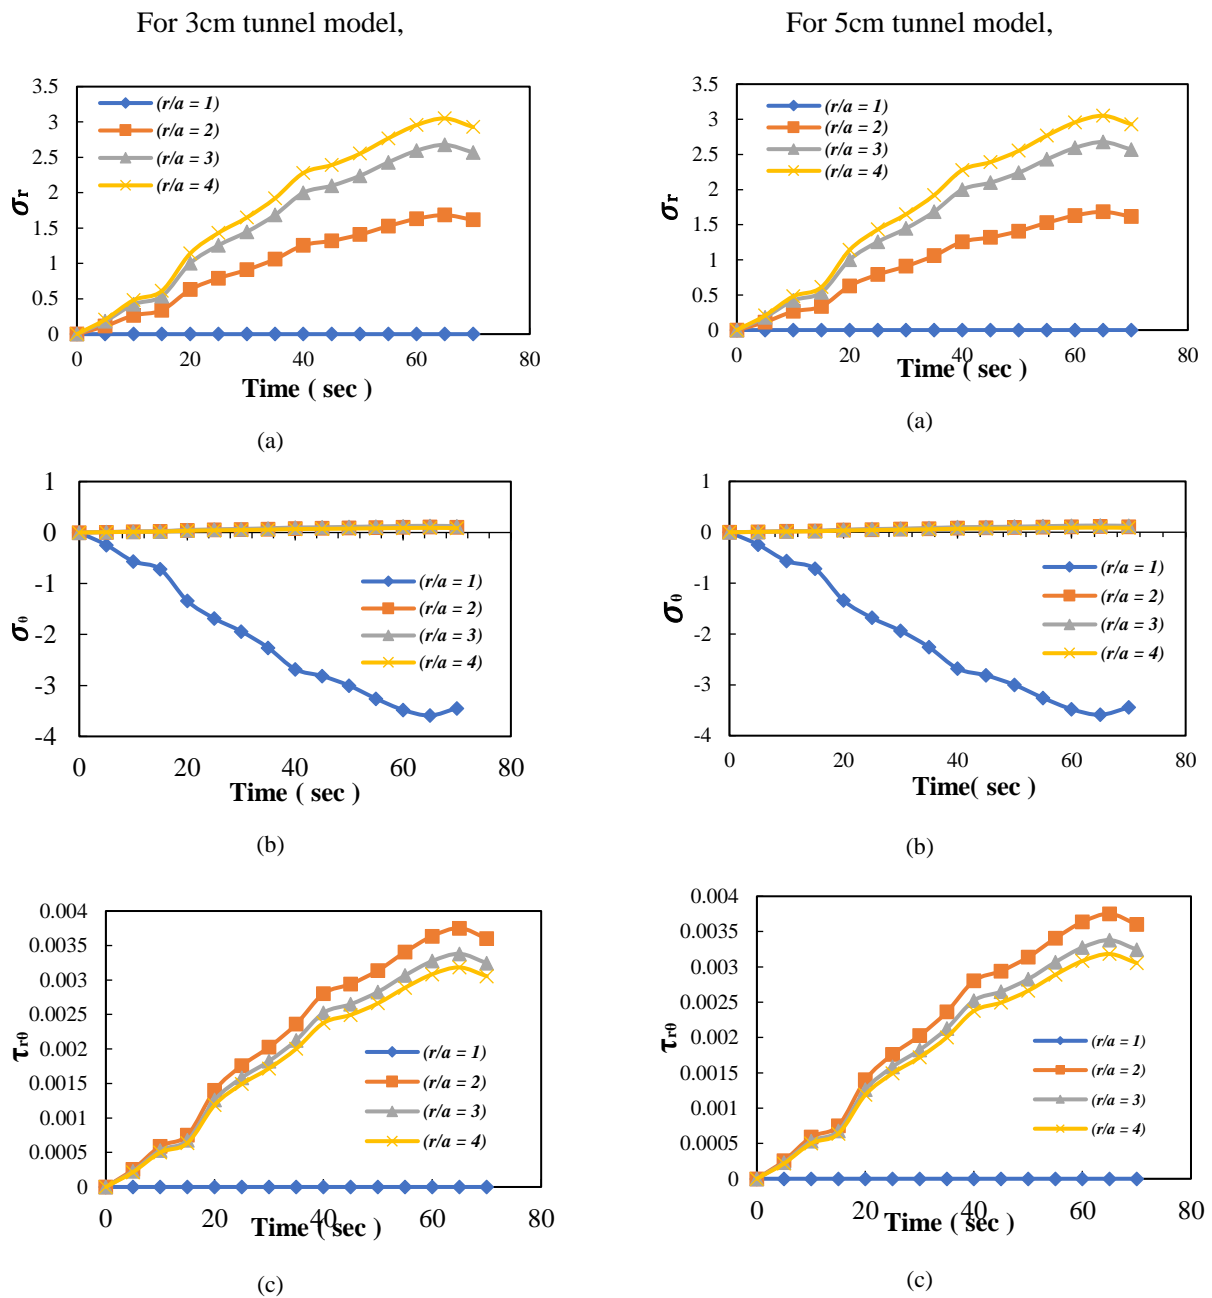 For 3cm tunnel model,
For 5cm tunnel model,
3.5
3
2.5
2
1.5
1
0.5
0
σr
(r/a = 1)
(r/a = 2)
(r/a = 3)
(r/a = 4)
0 20 40 60 80
Time ( sec )
(a)
3.5
3
2.5
2
1.5
1
0.5
0
σr
(r/a = 1)
(r/a = 2)
(r/a = 3)
(r/a = 4)
0 20 40 60 80
Time ( sec )
(a)
1
0
-1
-2
-3
-4
σθ
(r/a = 1)
(r/a = 2)
(r/a = 3)
(r/a = 4)
0 20 40 60 80
Time ( sec )
(b)
1
0
-1
-2
-3
-4
σθ
(r/a = 1)
(r/a = 2)
(r/a = 3)
(r/a = 4)
0 20 40 60 80
Time( sec )
(b)
0.004
0.0035
0.003
0.0025
0.002
0.0015
0.001
0.0005
0
τrθ
(r/a = 1)
(r/a = 2)
(r/a = 3)
(r/a = 4)
0 20 40 60 80
Time ( sec )
(c)
0.004
0.0035
0.003
0.0025
0.002
0.0015
0.001
0.0005
0
τrθ
(r/a = 1)
(r/a = 2)
(r/a = 3)
(r/a = 4)
0 20 40 60 80
Time ( sec )
(c)